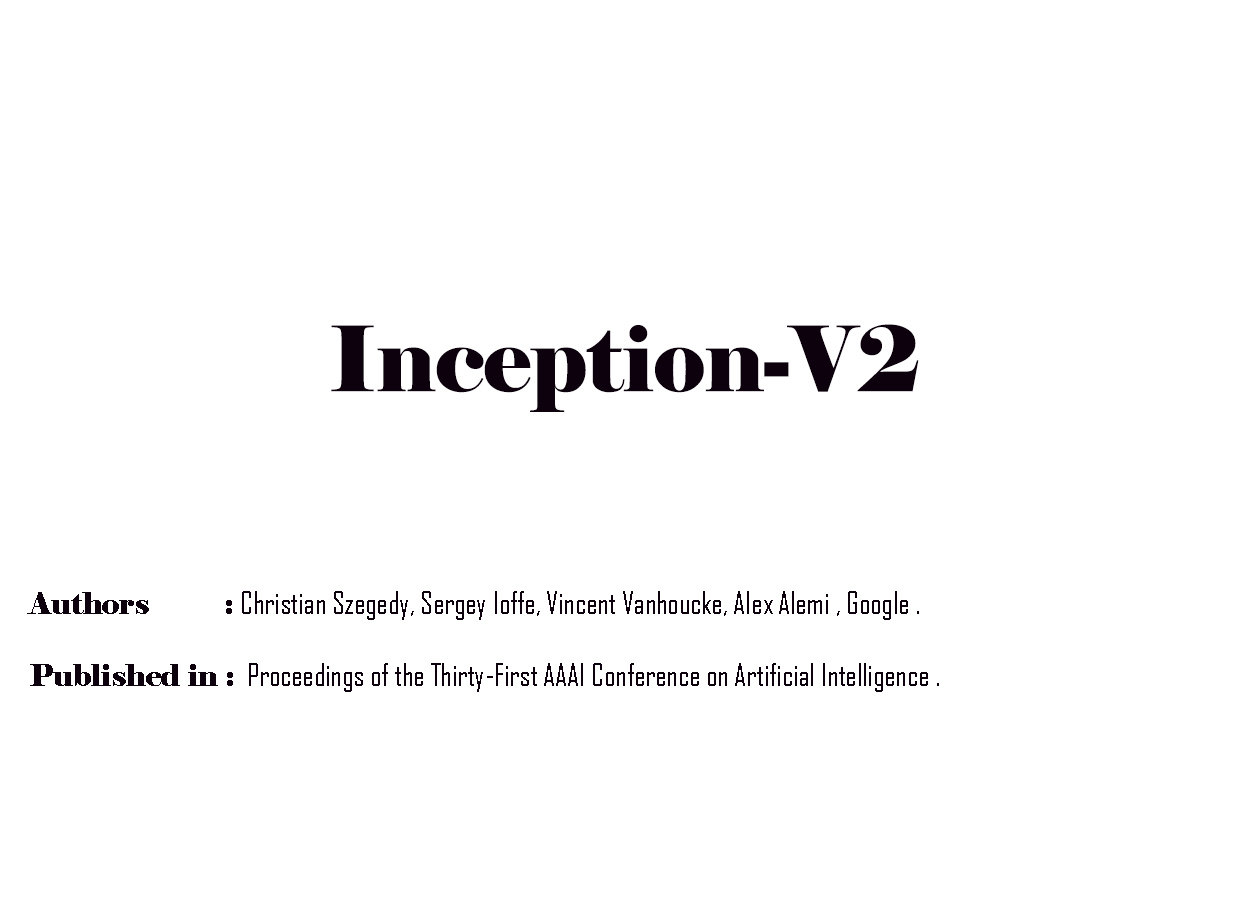 Inception-V2
Authors : Christian Szegedy, Sergey Ioffe, Vincent Vanhoucke, Alex Alemi , Google .
Published in : Proceedings of the Thirty-First AAAI Conference on Artificial Intelligence .